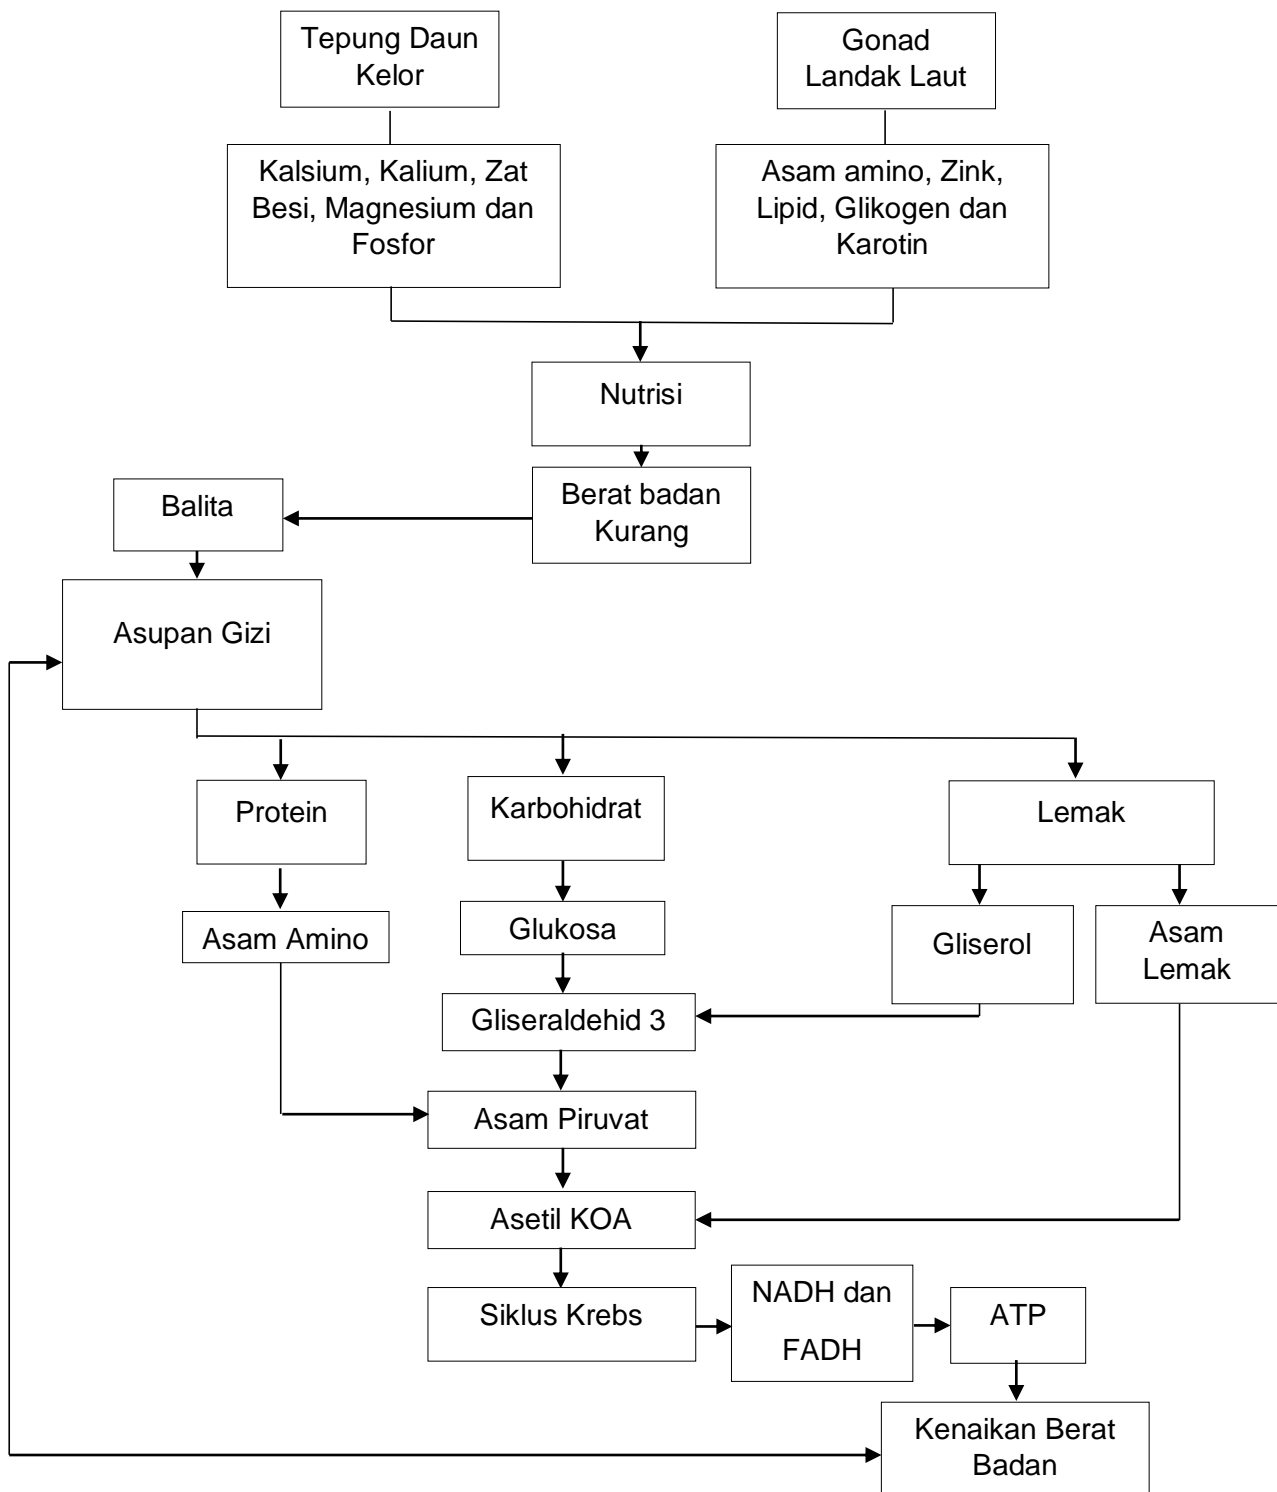 Tepung Daun
Kelor
Gonad
Landak Laut
Kalsium, Kalium, Zat
Besi, Magnesium dan
Fosfor
Asam amino, Zink,
Lipid, Glikogen dan
Karotin
Nutrisi
Berat badan
Kurang
Balita
Asupan Gizi
Protein
Karbohidrat
Lemak
Asam Amino
Glukosa
Gliserol
Asam
Lemak
Gliseraldehid 3
Asam Piruvat
Asetil KOA
Siklus Krebs
NADH dan
FADH
ATP
Kenaikan Berat
Badan